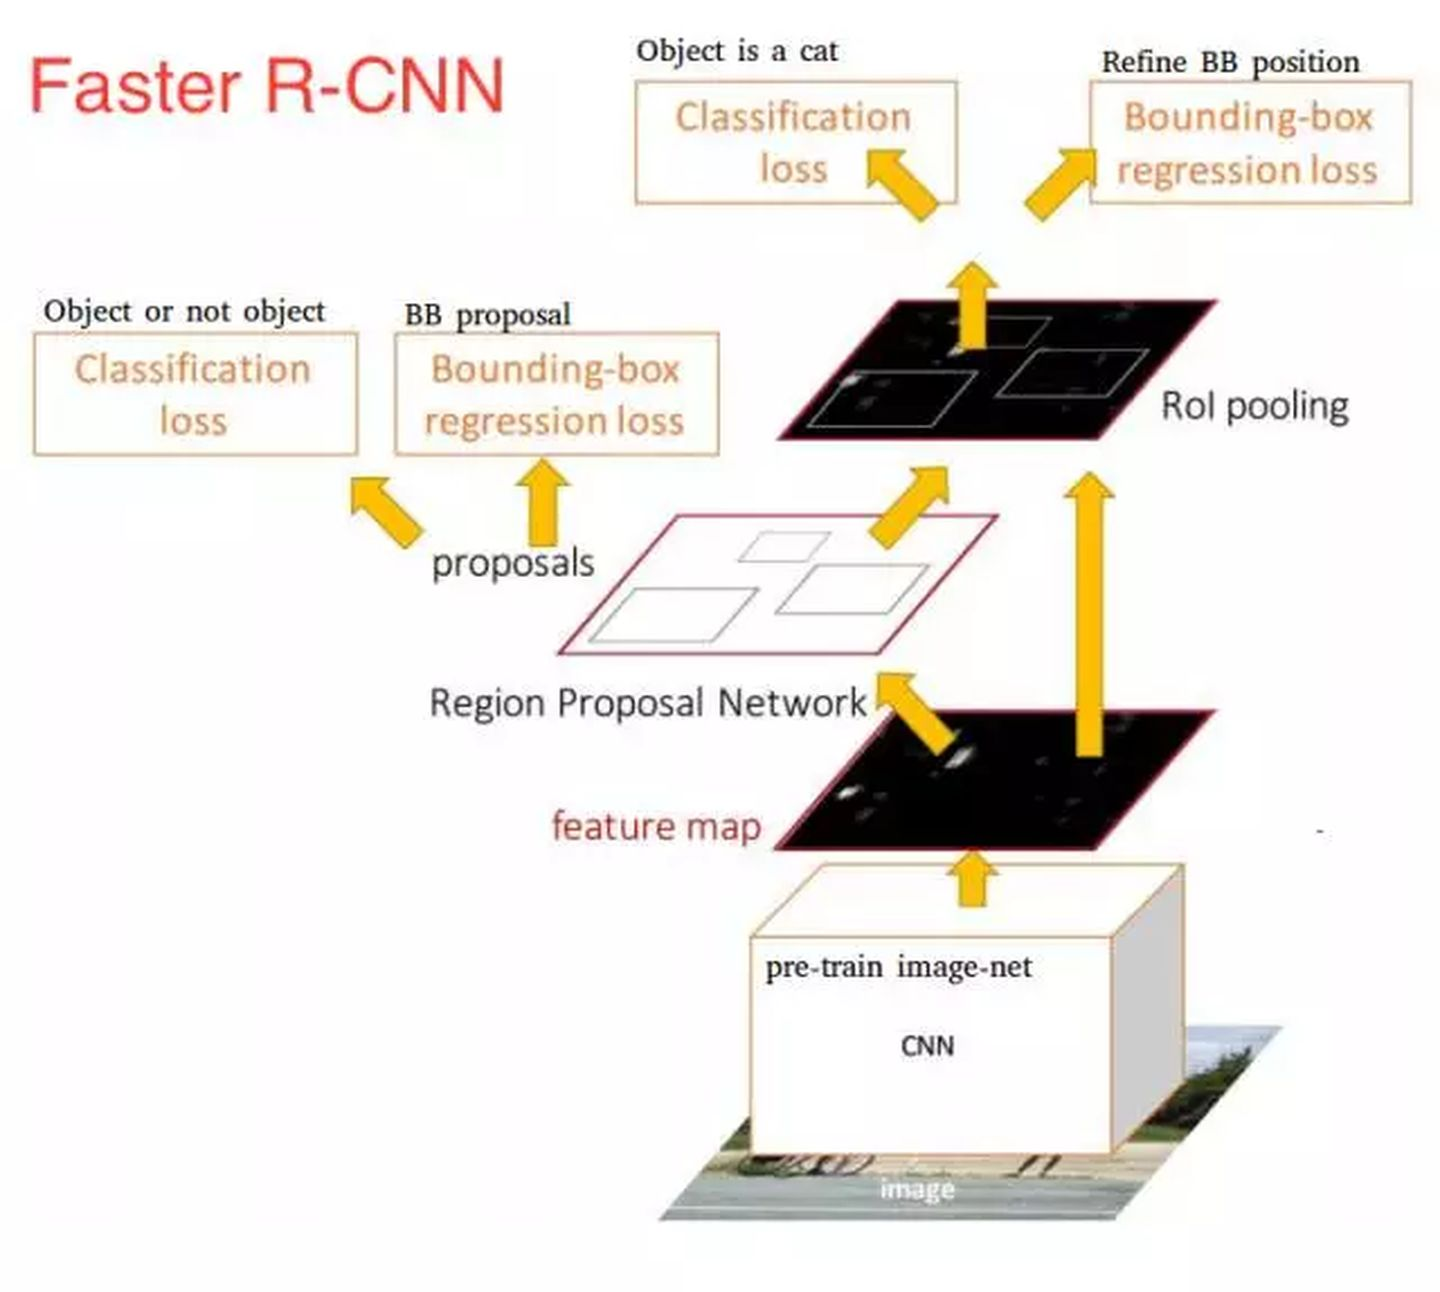 Faster R-CNN
Object is a cat
Classification
loss
Refine BB position
Bounding-box
regression loss
Object or not object
Classification
loss
BB proposal
Bounding-box
regression loss
RoI pooling
proposals
Region Proposal Network
feature map
pre-train image-net
CNN
image